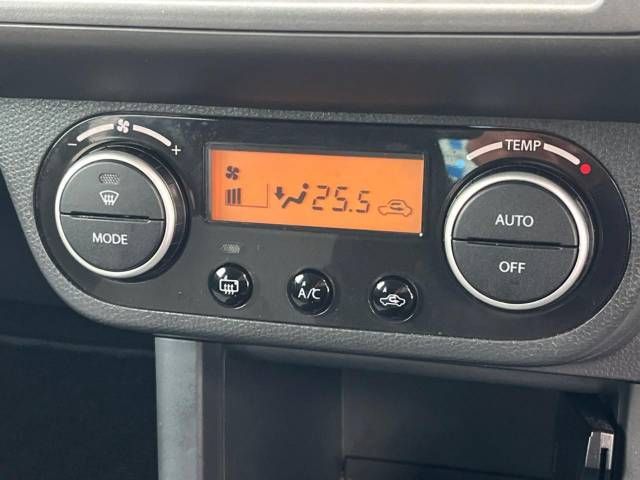 - +
TEMP
25.5
MODE
AUTO
OFF
A/C